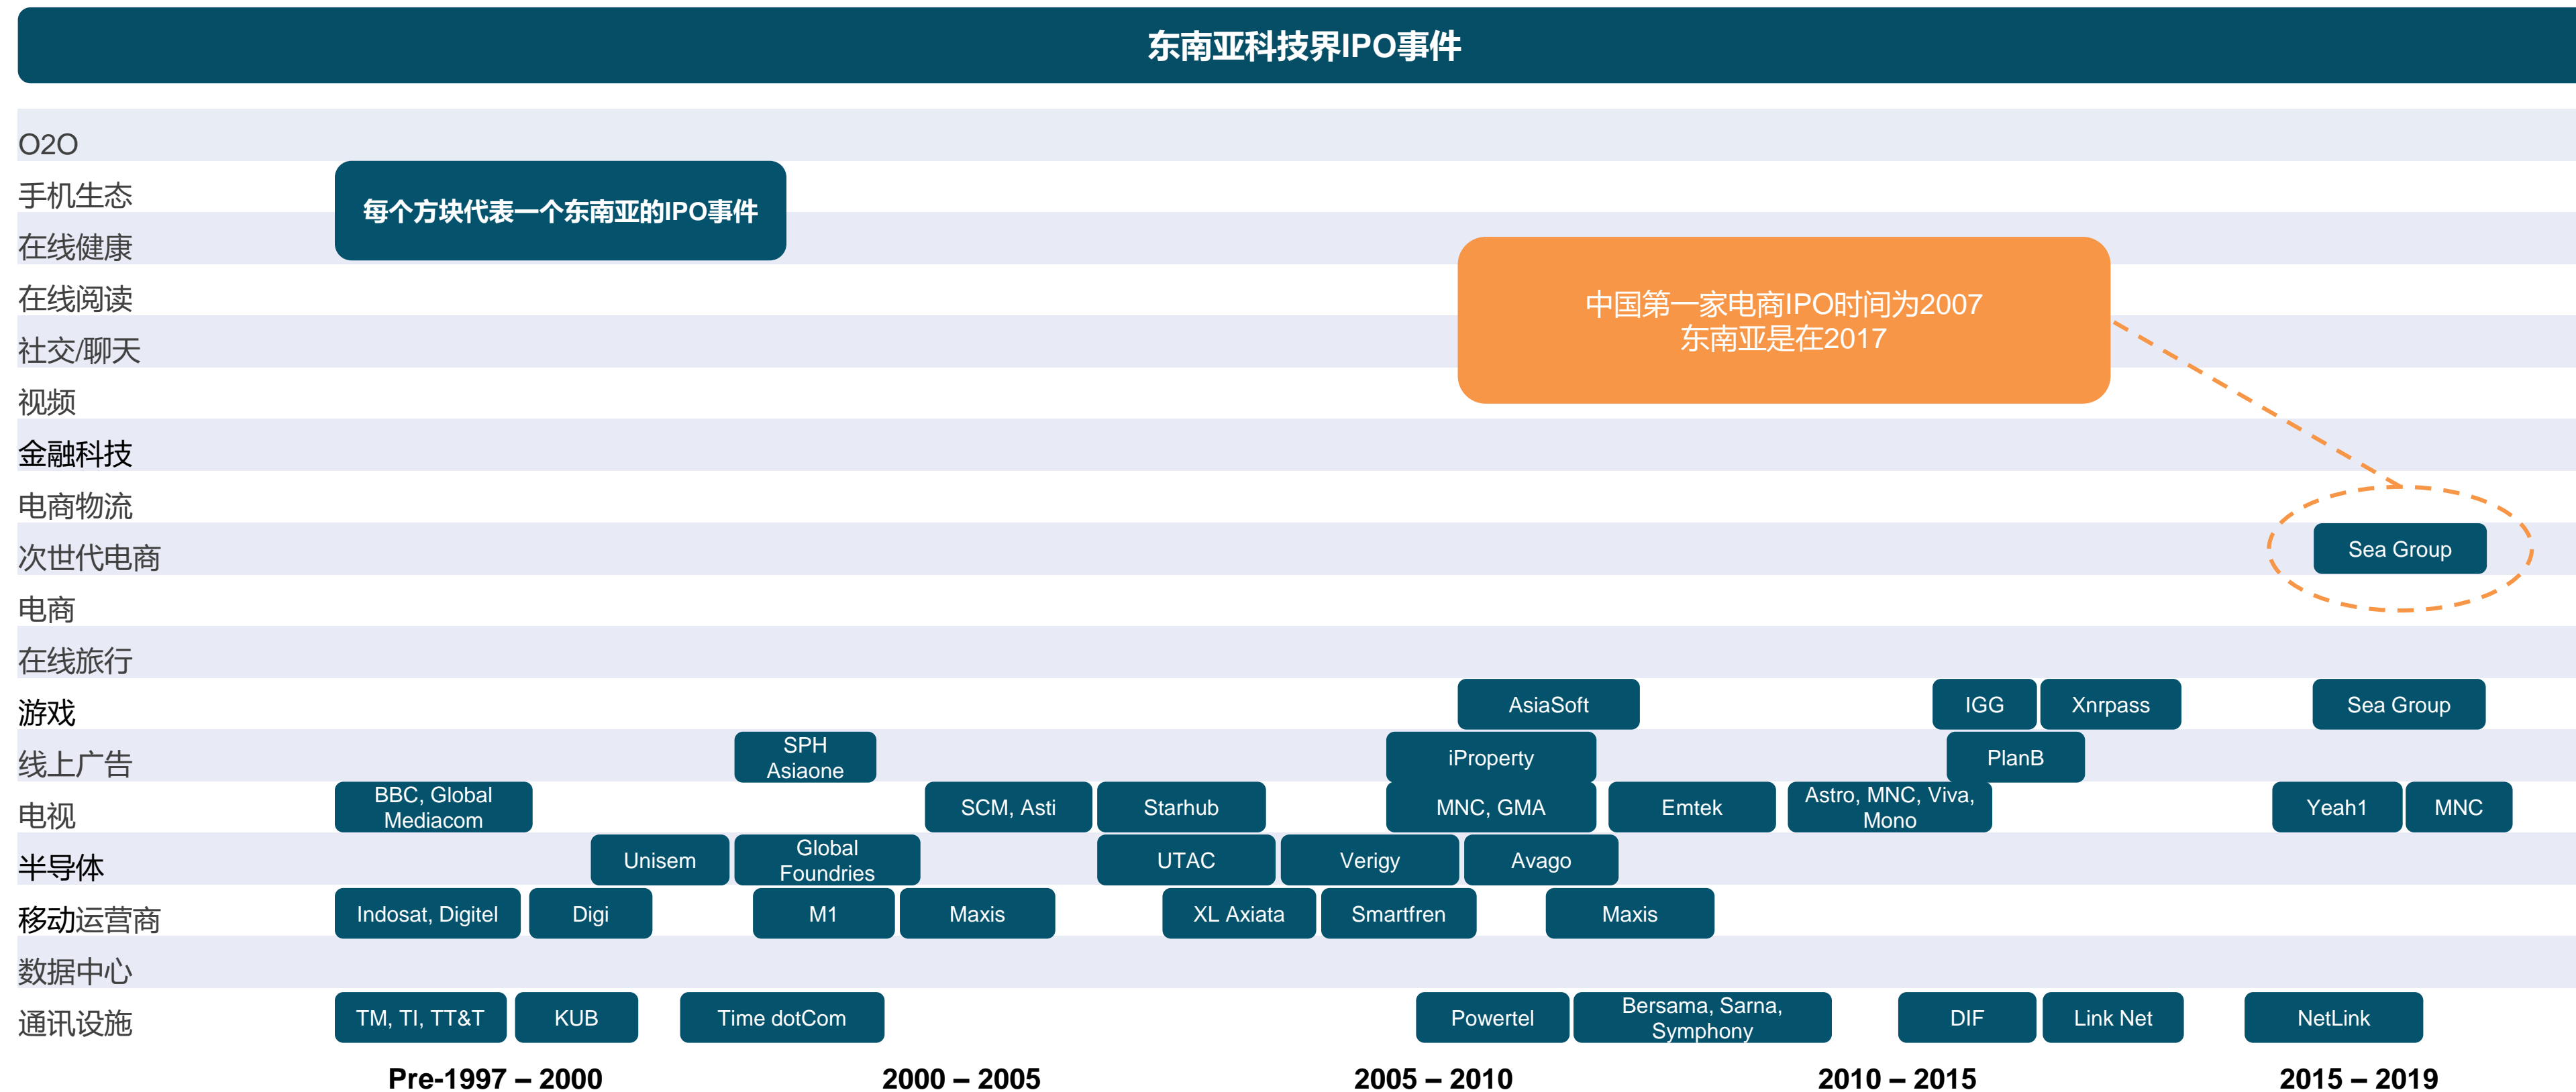 东南亚科技界IPO事件
O2O
手机生态
每个方块代表一个东南亚的IPO事件
在线健康
在线阅读
中国第一家电商IPO时间为2007
东南亚是在2017
社交/聊天
视频
金融科技
电商物流
次世代电商
Sea Group
电商
在线旅行
游戏
AsiaSoft
IGG
Xnrpass
Sea Group
线上广告
SPH
Asiaone
iProperty
PlanB
电视
BBC, Global
Mediacom
SCM, Asti
Starhub
MNC, GMA
Emtek
Astro, MNC, Viva,
Mono
Yeah1
MNC
半导体
Unisem
Global
Foundries
UTAC
Verigy
Avago
移动运营商
Indosat, Digitel
Digi
M1
Maxis
XL Axiata
Smartfren
Maxis
数据中心
通讯设施
TM, TI, TT&T
KUB
Time dotCom
Powertel
Bersama, Sarna,
Symphony
DIF
Link Net
NetLink
Pre-1997 – 2000
2000 – 2005
2005 – 2010
2010 – 2015
2015 – 2019